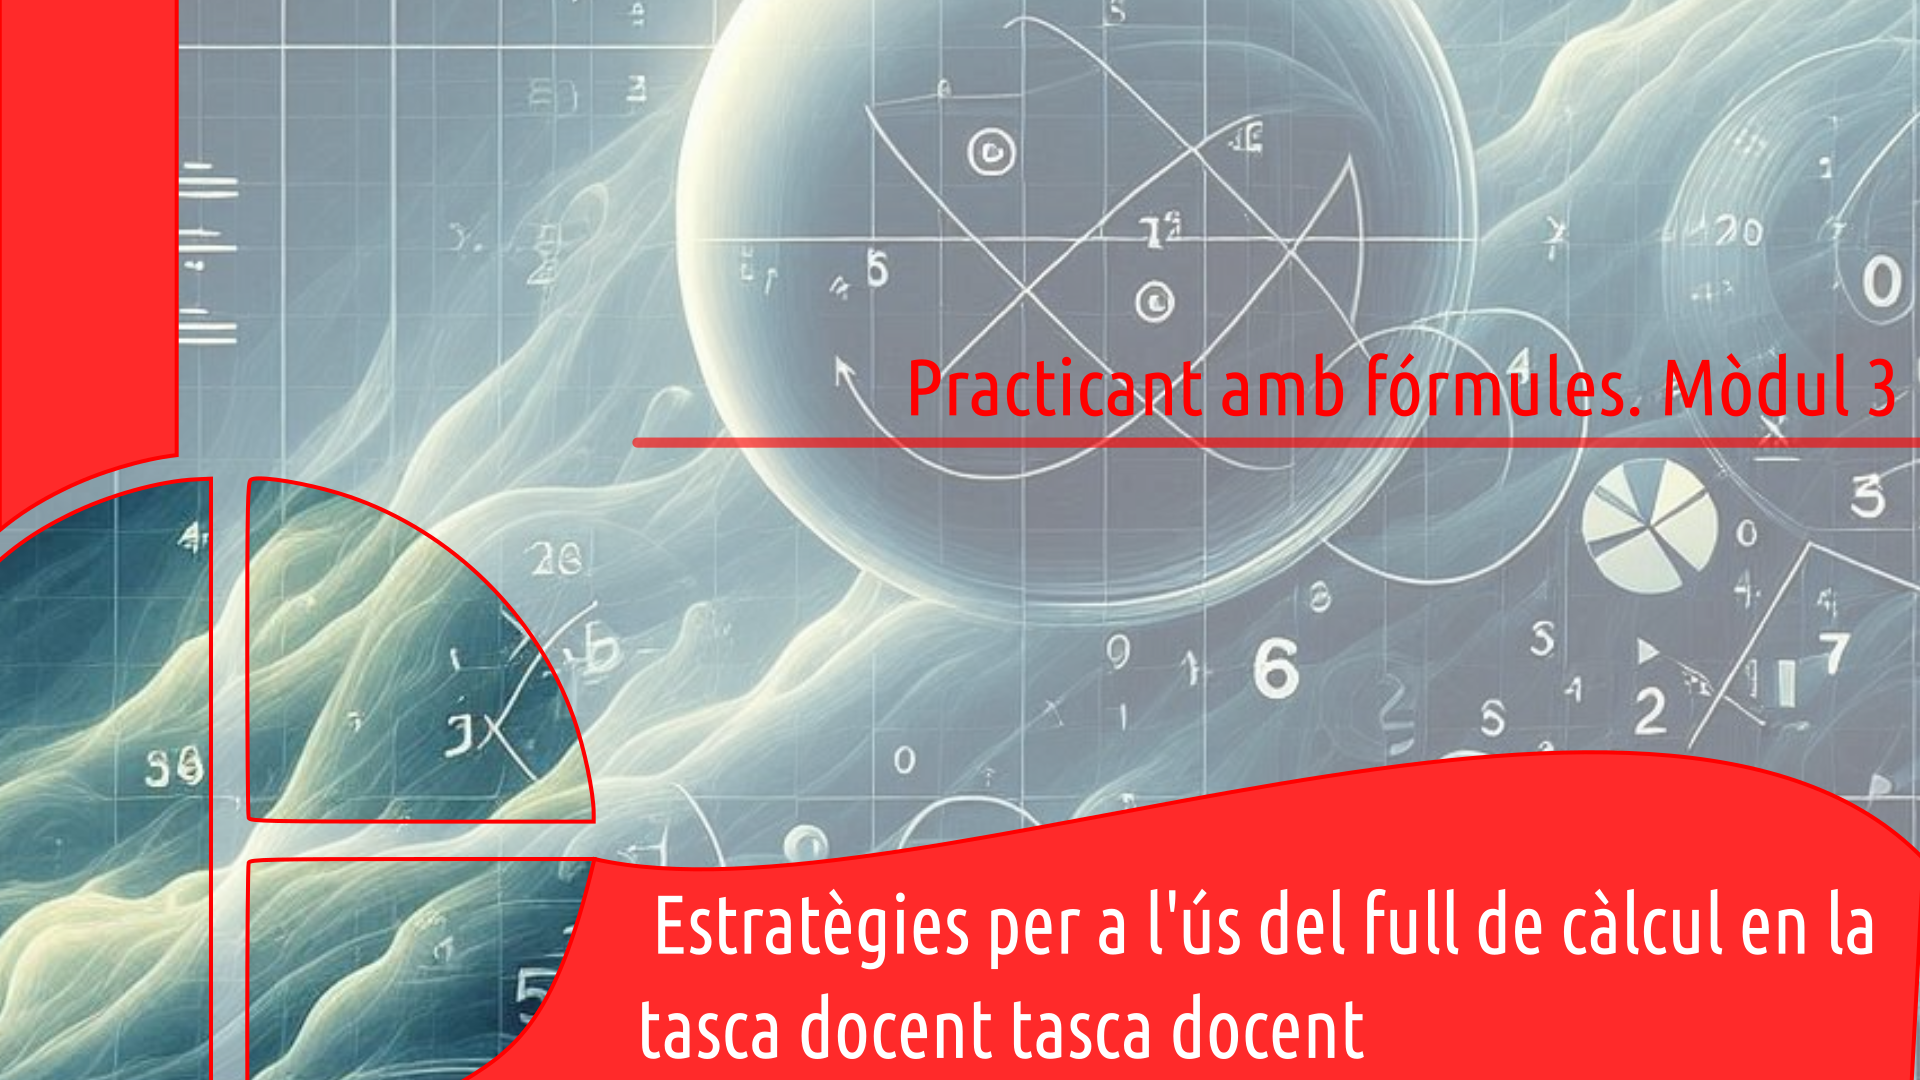 Practicant amb fórmules. Mòdul 3
Estratègies per a l'ús del full de càlcul en la
tasca docent tasca docent